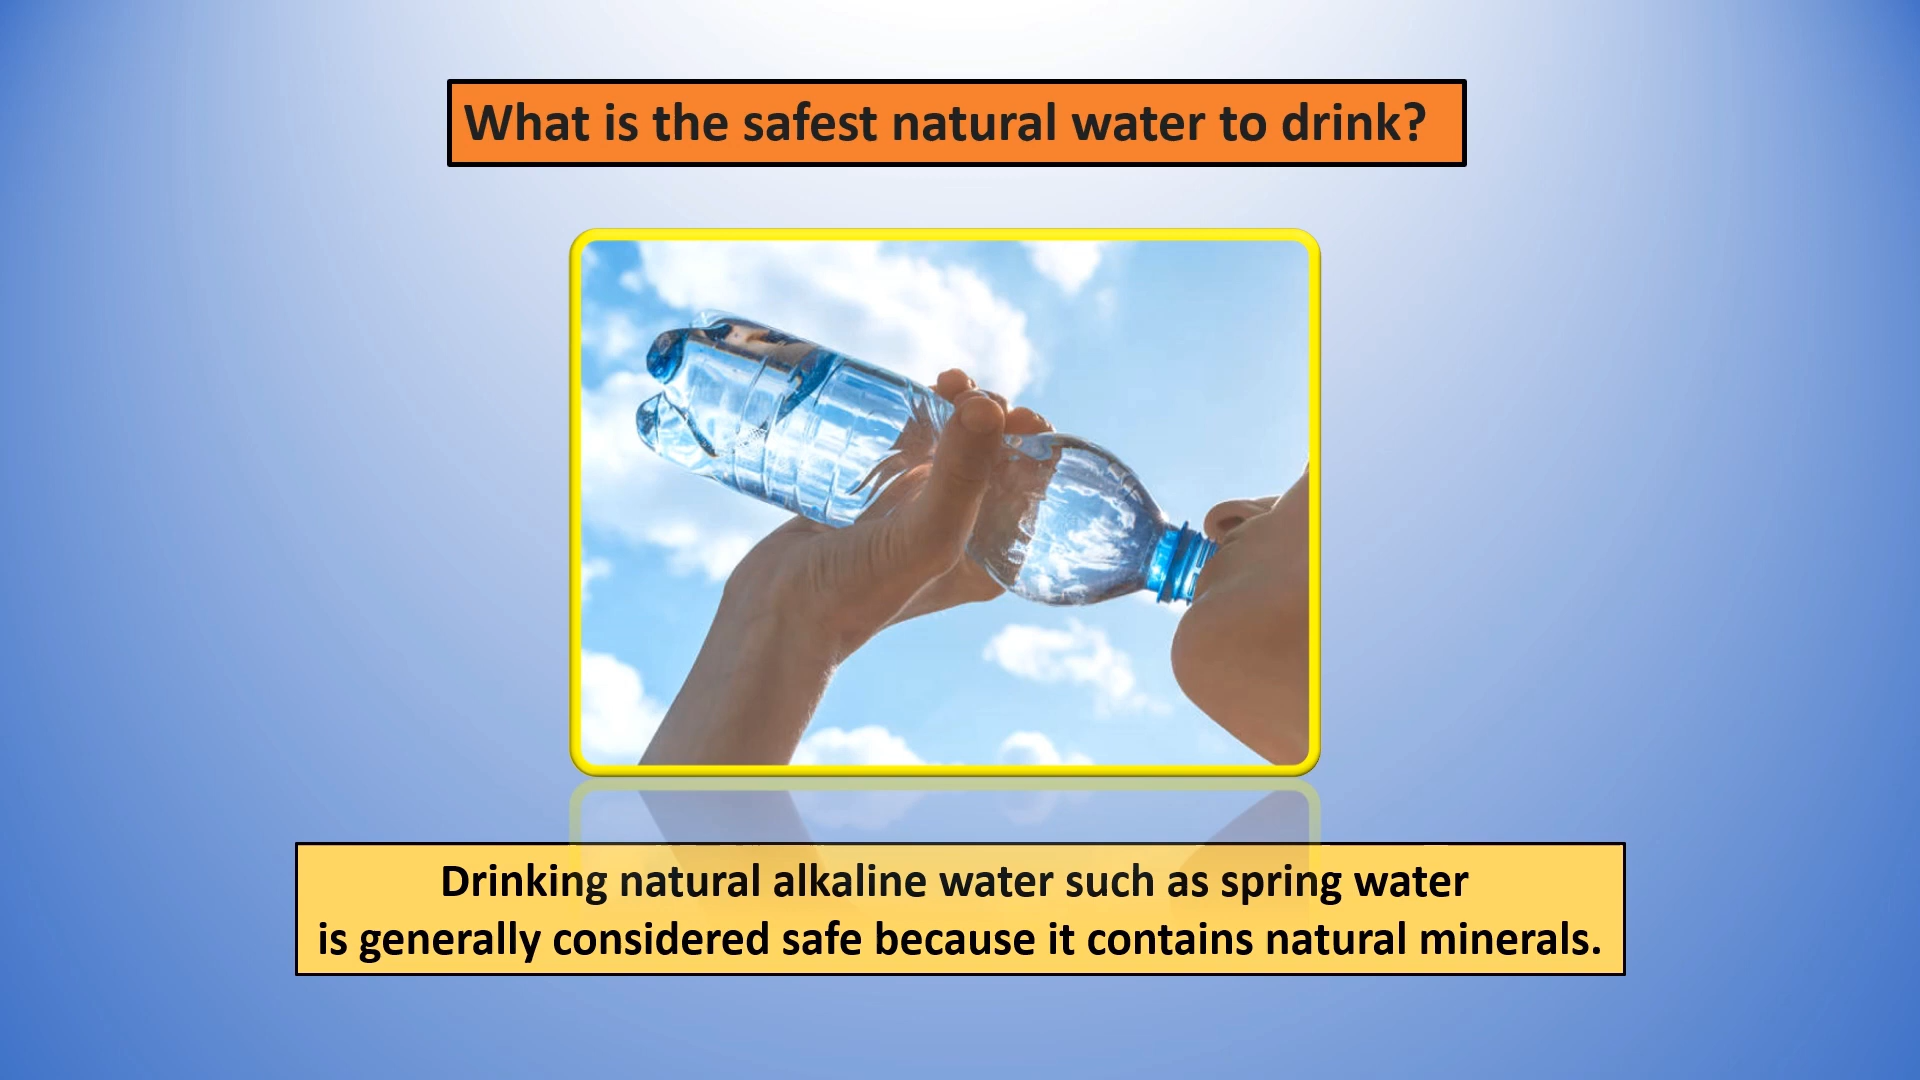 What is the safest natural water to drink?
Drinking natural alkaline water such as spring water
is generally considered safe because it contains natural minerals.